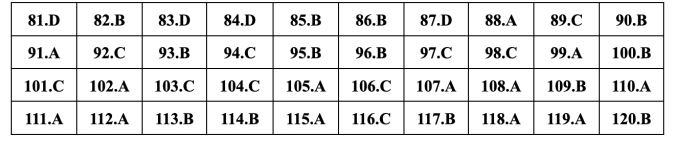 81.D 82.B 83.D 84.D 85.B 86.B 87.D 88.A 89.C 90.B
91.A 92.C 93.B 94.C 95.B 96.B 97.C 98.C 99.A 100.B
101.C 102.A 103.C 104.C 105.A 106.C 107.A 108.A 109.B 110.A
111.A 112.A 113.B 114.B 115.A 116.C 117.B 118.A 119.A 120.B